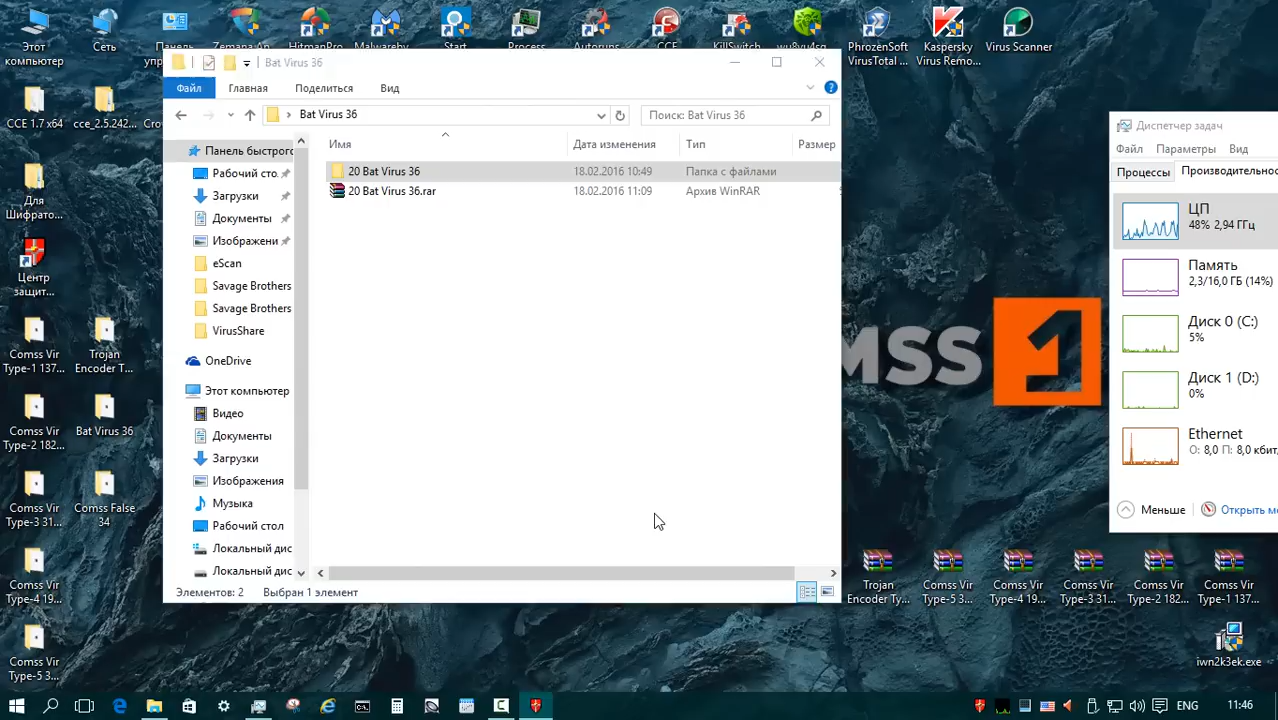 Этот компьютер
Сеть
Панель упр
Zemana An
HitmanPro
Malwareby
Start
Process
Autoruns
CCE
KillSwitch
wu8yu4sq
PhrozenSoft VirusTotal
Kaspersky Virus Remo...
Virus Scanner
Bat Virus 36
Файл
Главная
Поделиться
Вид
Bat Virus 36
Поиск: Bat Virus 36
Имя
Дата изменения
Тип
Размер
20 Bat Virus 36
18.02.2016 10:49
Папка с файлами
20 Bat Virus 36.rar
18.02.2016 11:09
Архив WinRAR
Панель быстрого
Рабочий сто.
Загрузки
Документы
Изображени
eScan
Savage Brothers
Savage Brothers
VirusShare
OneDrive
Этот компьютер
Видео
Документы
Загрузки
Изображения
Музыка
Рабочий стол
Локальный дис
Локальный дис
Элементов: 2
Выбран 1 элемент
CCE 1.7 x64
cce_2.5.242...
Cro
Для Шифрато...
Центр защит...
Comss Vir Type-1 137...
Trojan Encoder T...
Comss Vir Type-2 182...
Bat Virus 36
Comss Vir Type-3 31...
Comss False 34
Comss Vir Type-4 19...
Comss Vir Type-5 3...
MSS 1
Диспетчер задач
Файл
Параметры
Вид
Процессы
Производительнос
ЦП
48% 2,94 ГГц
Память
2,3/16,0 ГБ (14%)
Диск 0 (C:)
5%
Диск 1 (D:)
0%
Ethernet
О: 8,0 П: 8,0 кбит/
Меньше
Открыть мо
Trojan Encoder Ty...
Comss Vir Type-5 3...
Comss Vir Type-4 19...
Comss Vir Type-3 31...
Comss Vir Type-2 182...
Comss Vir Type-1 137...
iwn2k3ek.exe
ENG
11:46